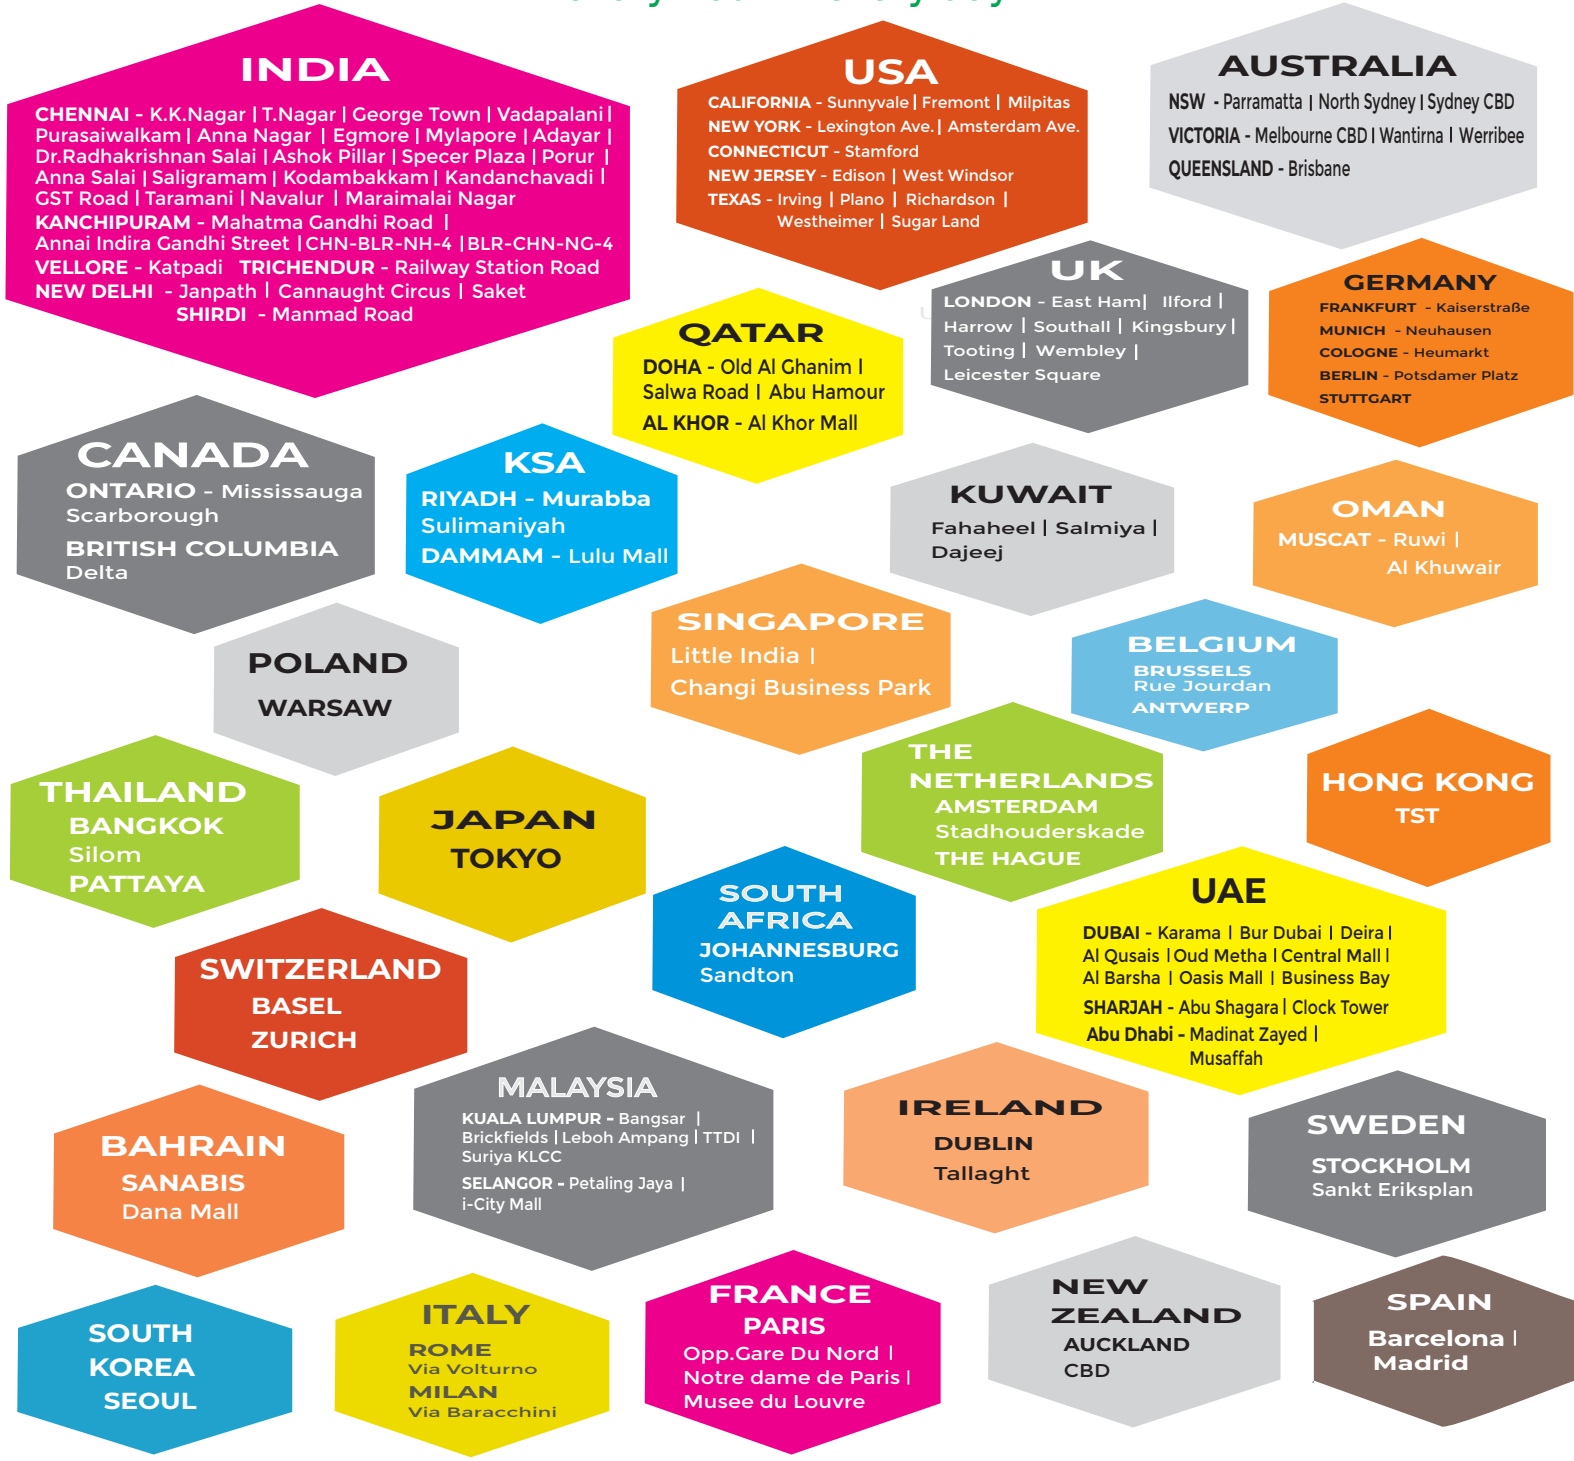 INDIA
CHENNAI - K.K.Nagar | T.Nagar | George Town | Vadapalani |
Purasaiwalkam | Anna Nagar | Egmore | Mylapore | Adayar |
Dr.Radhakrishnan Salai | Ashok Pillar | Specer Plaza | Porur |
Anna Salai | Saligramam | Kodambakkam | Kandanchavadi |
GST Road | Taramani | Navalur | Maraimalai Nagar
KANCHIPURAM - Mahatma Gandhi Road |
Annai Indira Gandhi Street | CHN-BLR-NH-4 | BLR-CHN-NG-4
VELLORE - Katpadi TRICHENDUR - Railway Station Road
NEW DELHI - Janpath | Cannaught Circus | Saket
SHIRDI - Manmad Road
USA
CALIFORNIA - Sunnyvale | Fremont | Milpitas
NEW YORK - Lexington Ave. | Amsterdam Ave.
CONNECTICUT - Stamford
NEW JERSEY - Edison | West Windsor
TEXAS - Irving | Plano | Richardson |
Westheimer | Sugar Land
AUSTRALIA
NSW - Parramatta | North Sydney | Sydney CBD
VICTORIA - Melbourne CBD | Wantirna | Werribee
QUEENSLAND - Brisbane
QATAR
DOHA - Old Al Ghanim |
Salwa Road | Abu Hamour
AL KHOR - Al Khor Mall
UK
LONDON - East Ham | Ilford |
Harrow | Southall | Kingsbury |
Tooting | Wembley |
Leicester Square
GERMANY
FRANKFURT - Kaiserstraße
MUNICH - Neuhausen
COLOGNE - Heumarkt
BERLIN - Potsdamer Platz
STUTTGART
CANADA
ONTARIO - Mississauga
Scarborough
BRITISH COLUMBIA
Delta
KSA
RIYADH - Murabba
Sulimaniyah
DAMMAM - Lulu Mall
KUWAIT
Fahaheel | Salmiya |
Dajeej
OMAN
MUSCAT - Ruwi |
Al Khuwair
POLAND
WARSAW
SINGAPORE
Little India |
Changi Business Park
BELGIUM
BRUSSELS
Rue Jourdan
ANTWERP
THAILAND
BANGKOK
Silom
PATTAYA
JAPAN
TOKYO
THE
NETHERLANDS
AMSTERDAM
Stadhouderskade
THE HAGUE
HONG KONG
TST
SOUTH
AFRICA
JOHANNESBURG
Sandton
UAE
DUBAI - Karama | Bur Dubai | Deira |
Al Qusais | Oud Metha | Central Mall |
Al Barsha | Oasis Mall | Business Bay
SHARJAH - Abu Shagara | Clock Tower
Abu Dhabi - Madinat Zayed |
Musaffah
SWITZERLAND
BASEL
ZURICH
BAHRAIN
SANABIS
Dana Mall
MALAYSIA
KUALA LUMPUR - Bangsar |
Brickfields | Leboh Ampang | TTDI |
Suriya KLCC
SELANGOR - Petaling Jaya |
i-City Mall
IRELAND
DUBLIN
Tallaght
SWEDEN
STOCKHOLM
Sankt Eriksplan
SOUTH
KOREA
SEOUL
ITALY
ROME
Via Volturno
MILAN
Via Baracchini
FRANCE
PARIS
Opp.Gare Du Nord |
Notre dame de Paris |
Musee du Louvre
NEW
ZEALAND
AUCKLAND
CBD
SPAIN
Barcelona |
Madrid